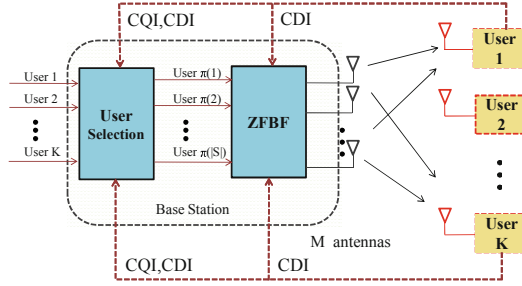 CQI,CDI
CDI
User 1
User 2
User K
User
Selection
User π(1)
User π(2)
User π(|S|)
ZFBF
Base Station
M antennas
User
1
User
2
User
K
CQI,CDI
CDI